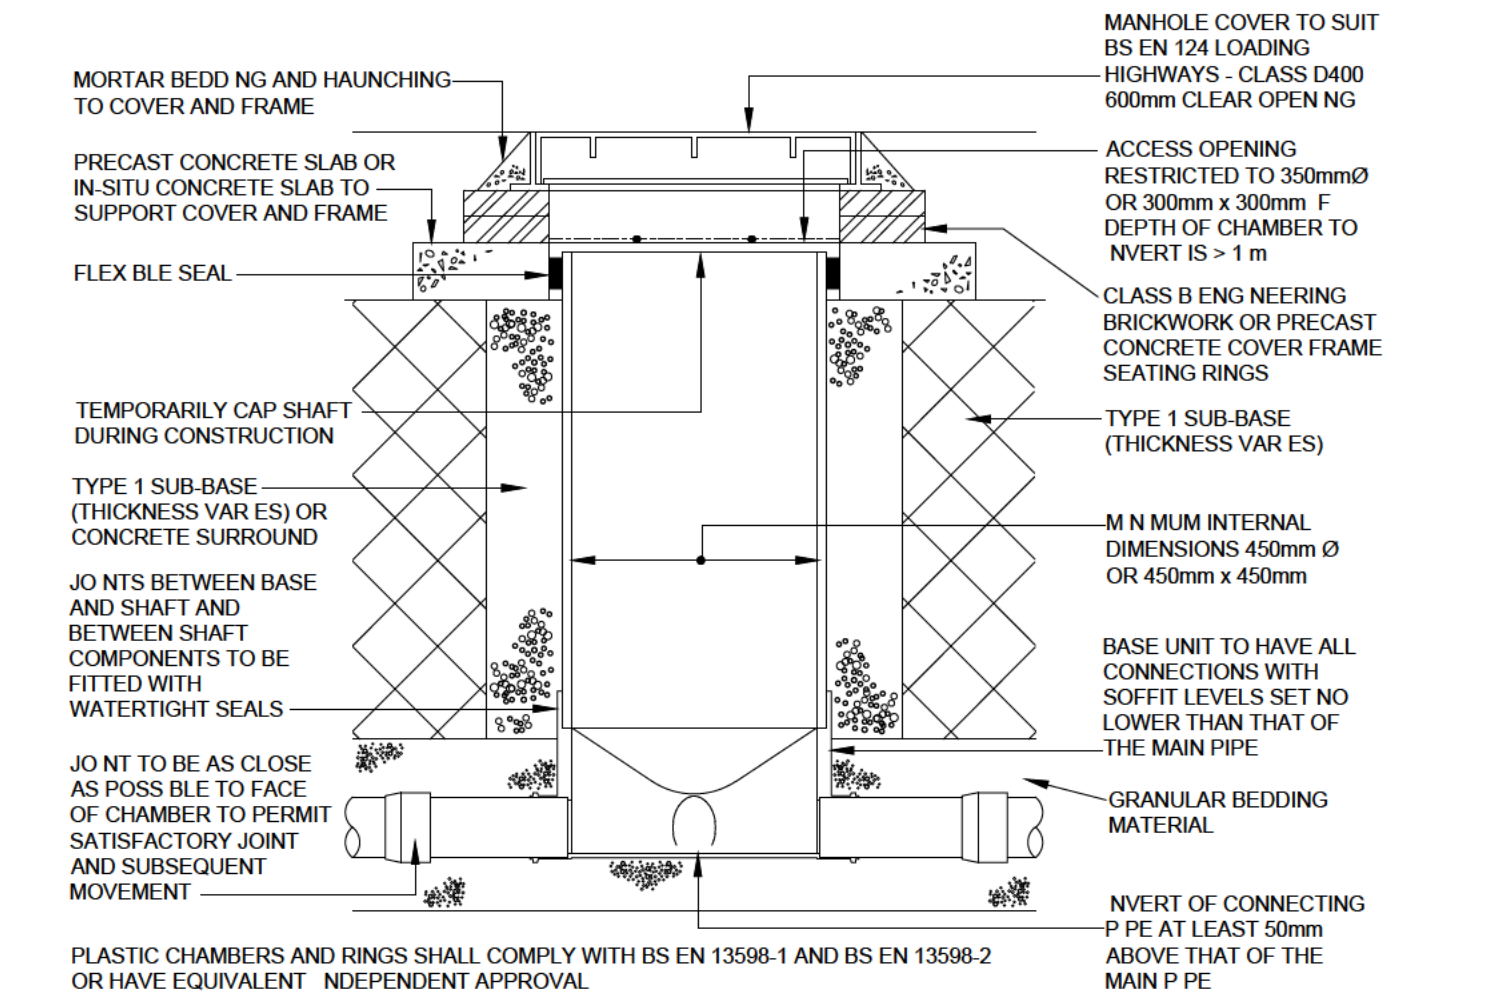 MORTAR BEDD NG AND HAUNCHING
TO COVER AND FRAME
PRECAST CONCRETE SLAB OR
IN-SITU CONCRETE SLAB TO
SUPPORT COVER AND FRAME
FLEX BLE SEAL
TEMPORARILY CAP SHAFT
DURING CONSTRUCTION
TYPE 1 SUB-BASE
(THICKNESS VAR ES) OR
CONCRETE SURROUND
JO NTS BETWEEN BASE
AND SHAFT AND
BETWEEN SHAFT
COMPONENTS TO BE
FITTED WITH
WATERTIGHT SEALS
JO NT TO BE AS CLOSE
AS POSS BLE TO FACE
OF CHAMBER TO PERMIT
SATISFACTORY JOINT
AND SUBSEQUENT
MOVEMENT
MANHOLE COVER TO SUIT
BS EN 124 LOADING
HIGHWAYS - CLASS D400
600mm CLEAR OPEN NG
ACCESS OPENING
RESTRICTED TO 350mmØ
OR 300mm x 300mm  F
DEPTH OF CHAMBER TO
NVERT IS > 1 m
CLASS B ENG NEERING
BRICKWORK OR PRECAST
CONCRETE COVER FRAME
SEATING RINGS
TYPE 1 SUB-BASE
(THICKNESS VAR ES)
M N MUM INTERNAL
DIMENSIONS 450mm Ø
OR 450mm x 450mm
BASE UNIT TO HAVE ALL
CONNECTIONS WITH
SOFFIT LEVELS SET NO
LOWER THAN THAT OF
THE MAIN PIPE
GRANULAR BEDDING
MATERIAL
NVERT OF CONNECTING
P PE AT LEAST 50mm
ABOVE THAT OF THE
MAIN P PE
PLASTIC CHAMBERS AND RINGS SHALL COMPLY WITH BS EN 13598-1 AND BS EN 13598-2
OR HAVE EQUIVALENT   NDEPENDENT APPROVAL